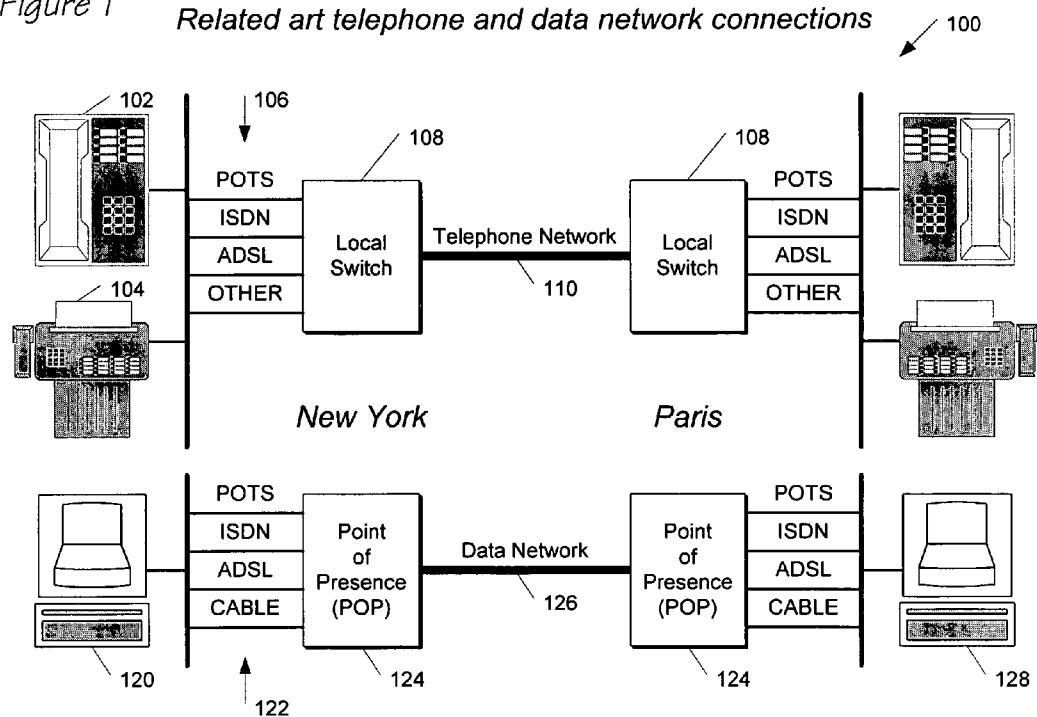 Figure 1
Related art telephone and data network connections
100
102
106
108
108
POTS
ISDN
ADSL
OTHER
Local
Switch
Telephone Network
110
Local
Switch
POTS
ISDN
ADSL
OTHER
104
New York
Paris
POTS
ISDN
ADSL
CABLE
Point
of
Presence
(POP)
Data Network
126
Point
of
Presence
(POP)
POTS
ISDN
ADSL
CABLE
120
122
124
124
128